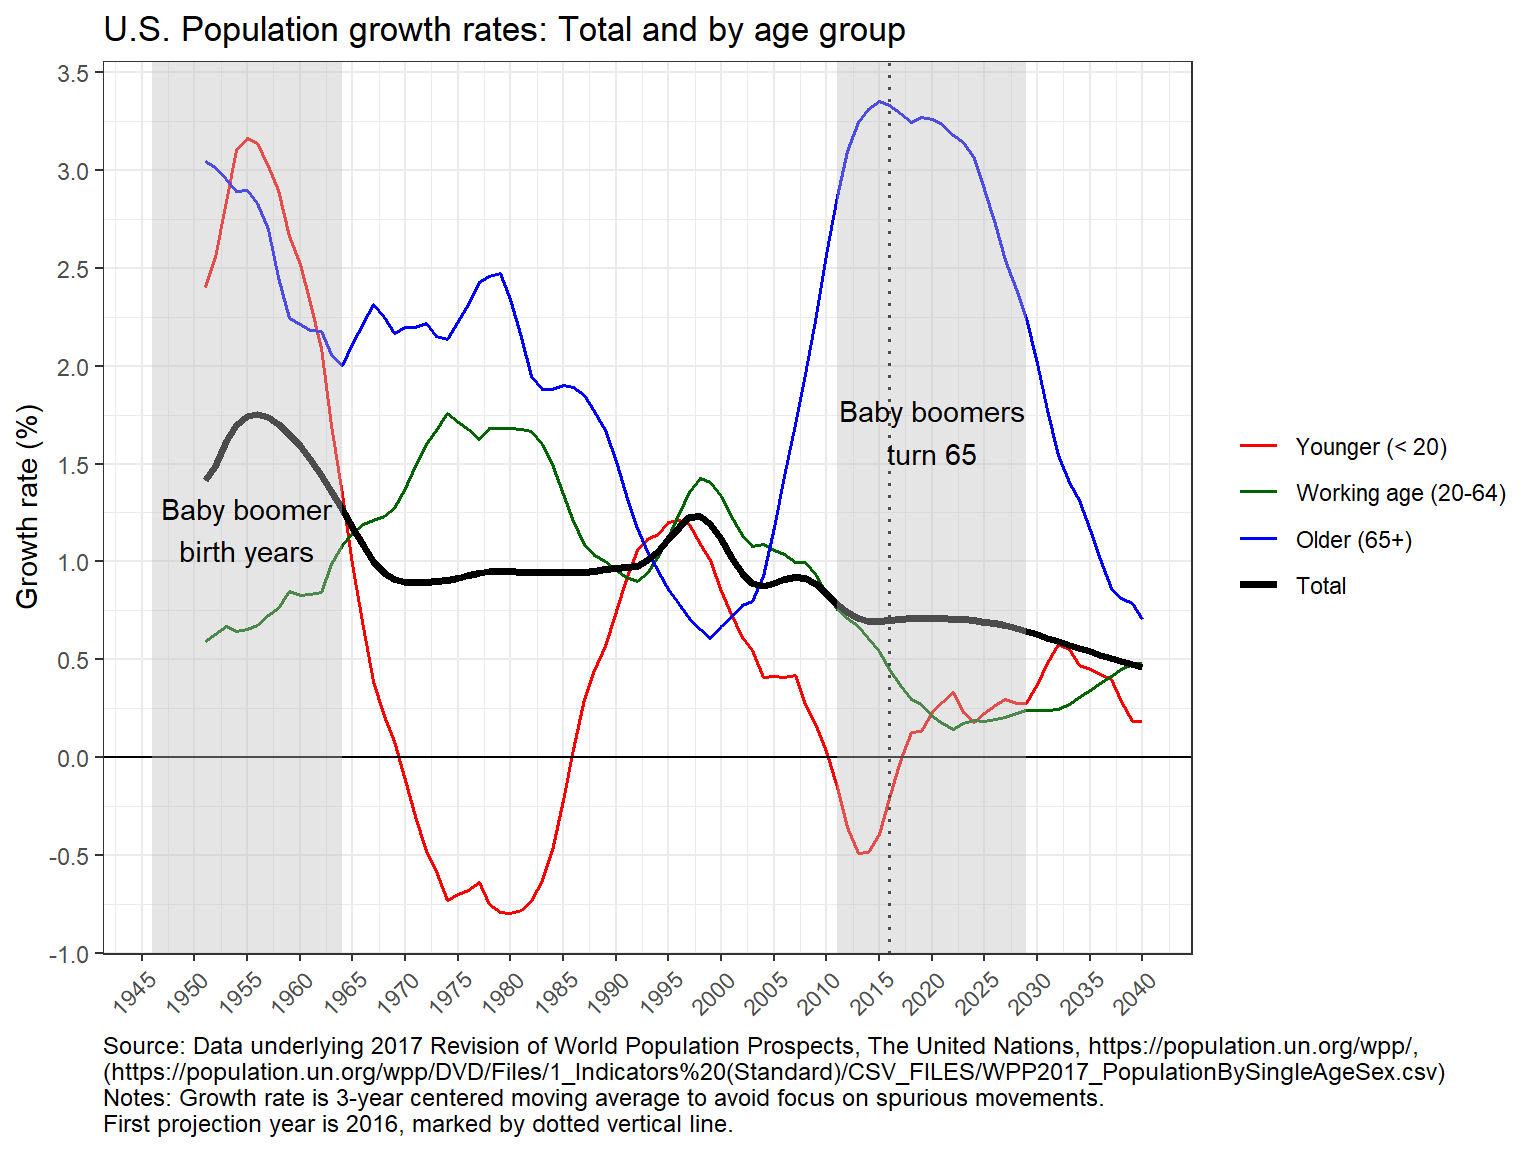 U.S. Population growth rates: Total and by age group
3.5
3.0
2.5
2.0
1.5
1.0
0.5
0.0
-0.5
-1.0
Growth rate (%)
Baby boomer
birth years
Baby boomers
turn 65
Younger (< 20)
Working age (20-64)
Older (65+)
Total
1945
1950
1955
1960
1965
1970
1975
1980
1985
1990
1995
2000
2005
2010
2015
2020
2025
2030
2035
2040
Source: Data underlying 2017 Revision of World Population Prospects, The United Nations, https://population.un.org/wpp/,
(https://population.un.org/wpp/DVD/Files/1_Indicators%20(Standard)/CSV_FILES/WPP2017_PopulationBySingleAgeSex.csv)
Notes: Growth rate is 3-year centered moving average to avoid focus on spurious movements.
First projection year is 2016, marked by dotted vertical line.